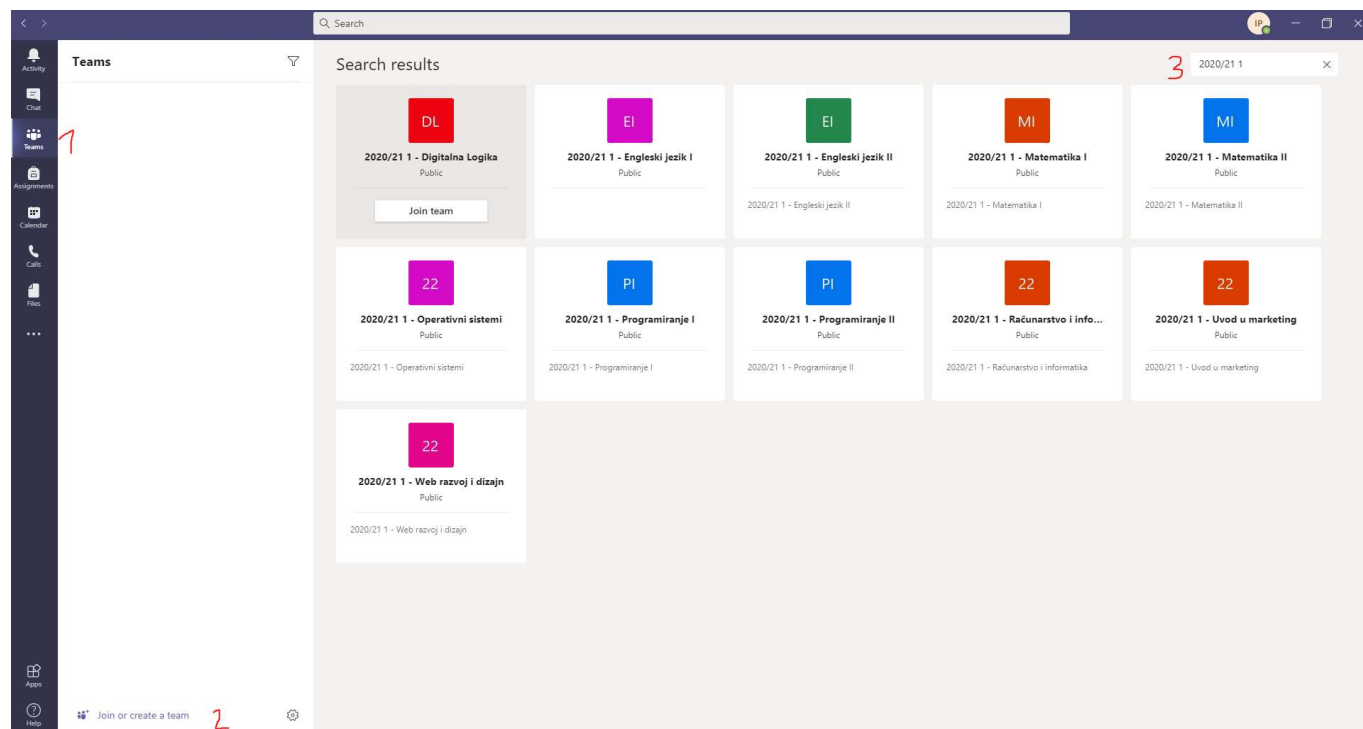 Search
IP
Activity
Chat
Teams
Assignments
Calendar
Calls
Files
Apps
Help
Teams
1
Join or create a team
2
Search results
3
2020/21 1
DL
2020/21 1 - Digitalna Logika
Public
Join team
EI
2020/21 1 - Engleski jezik I
Public
EI
2020/21 1 - Engleski jezik II
Public
2020/21 1 - Engleski jezik II
MI
2020/21 1 - Matematika I
Public
2020/21 1 - Matematika I
MI
2020/21 1 - Matematika II
Public
2020/21 1 - Matematika II
22
2020/21 1 - Operativni sistemi
Public
2020/21 1 - Operativni sistemi
PI
2020/21 1 - Programiranje I
Public
2020/21 1 - Programiranje I
PI
2020/21 1 - Programiranje II
Public
2020/21 1 - Programiranje II
22
2020/21 1 - Računarstvo i info...
Public
2020/21 1 - Računarstvo i informatika
22
2020/21 1 - Uvod u marketing
Public
2020/21 1 - Uvod u marketing
22
2020/21 1 - Web razvoj i dizajn
Public
2020/21 1 - Web razvoj i dizajn